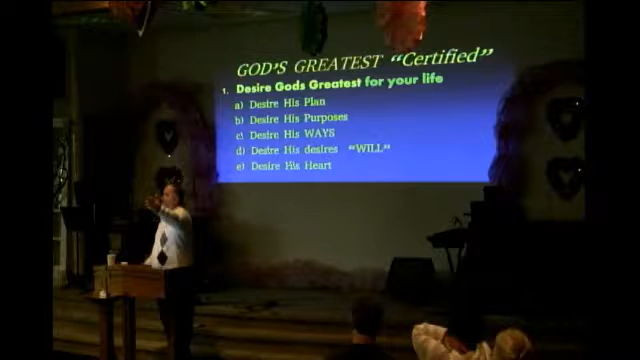 GOD'S GREATEST "Certified"
1. Desire Gods Greatest for your life
a) Desire His Plan
b) Desire His Purposes
c) Desire His WAYS
d) Desire His desires "WILL"
e) Desire His Heart